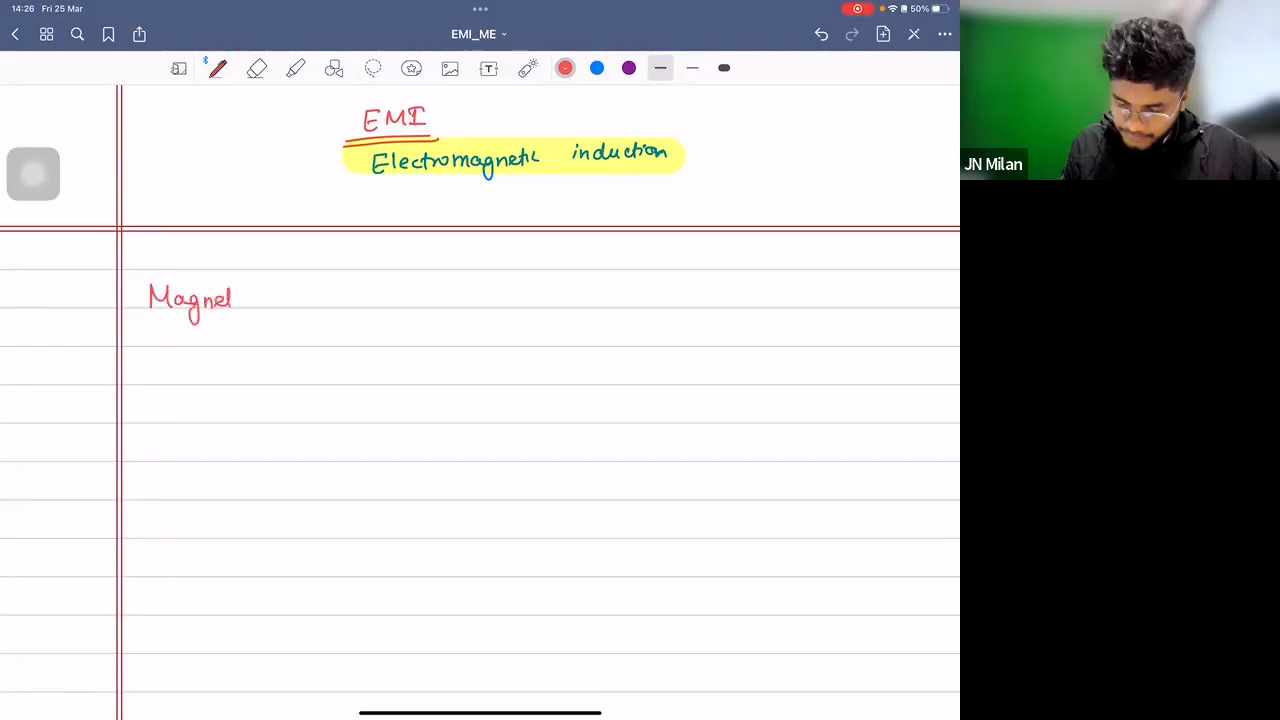 14:26 Fri 25 Mar
50%
EMI_ME
T
EMI
Electromagnetic induction
Magnet
JN Milan